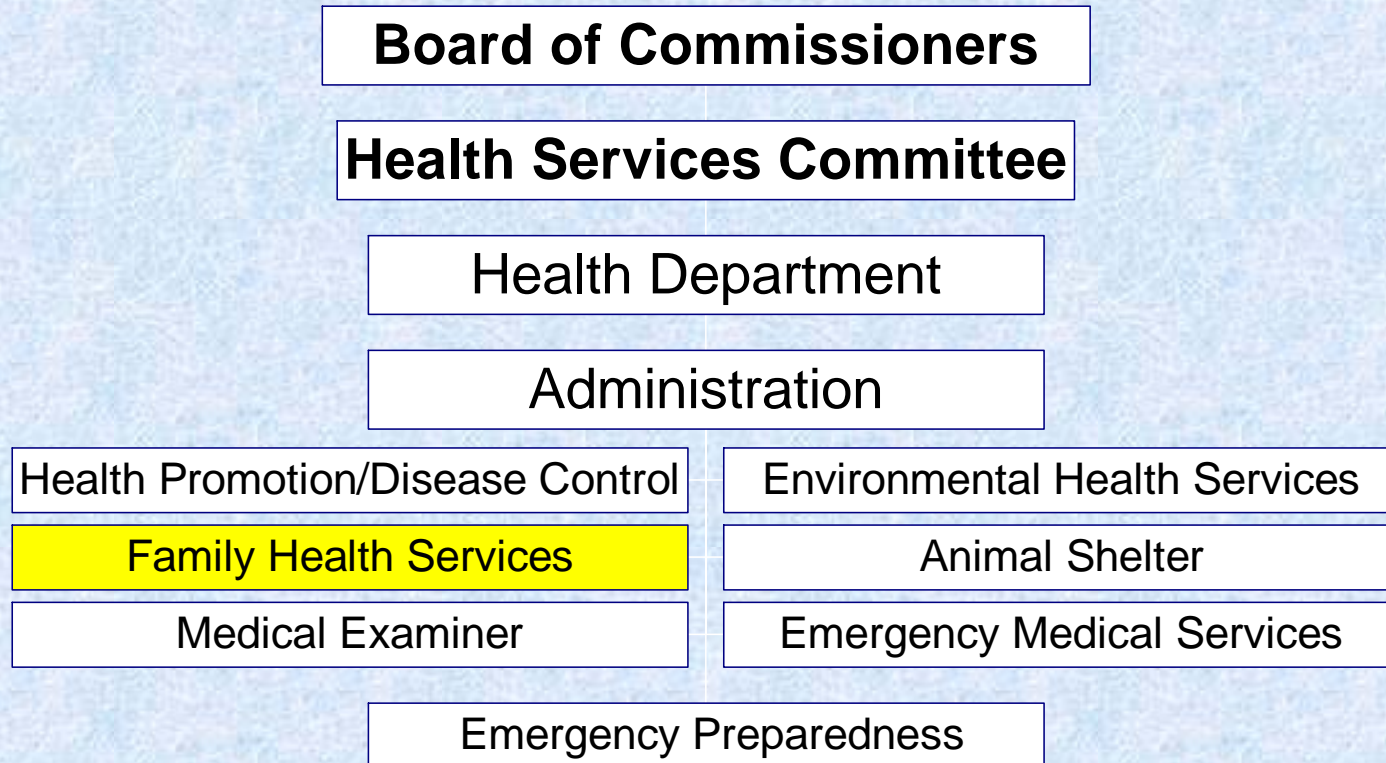 Board of Commissioners
Health Services Committee
Health Department
Administration
Health Promotion/Disease Control
Environmental Health Services
Family Health Services
Animal Shelter
Medical Examiner
Emergency Medical Services
Emergency Preparedness